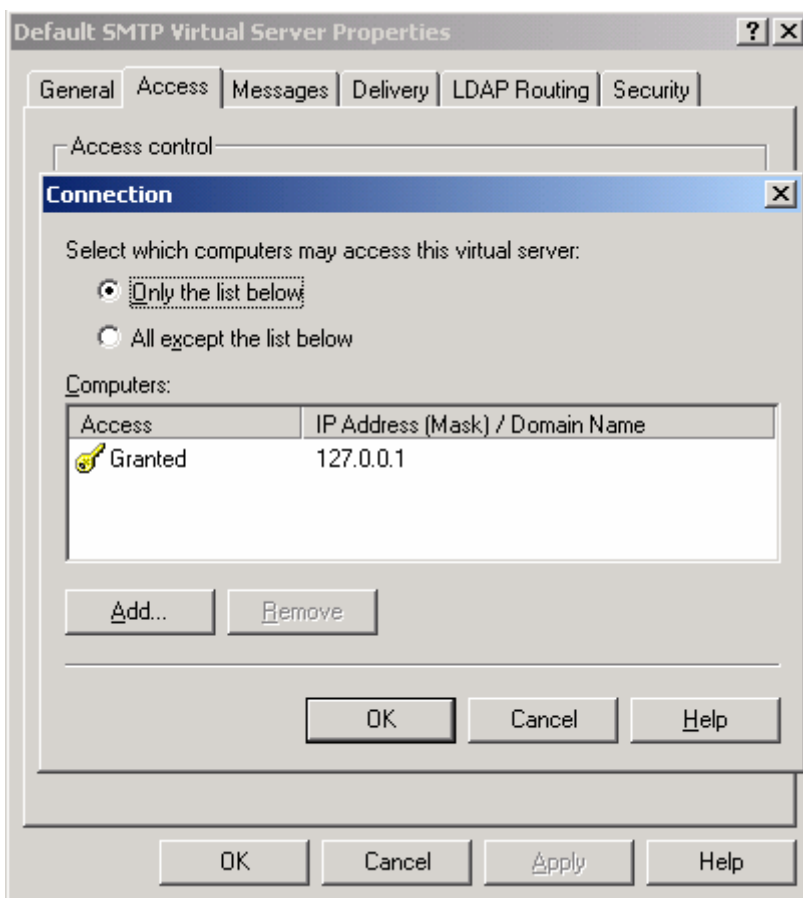 Default SMTP Virtual Server Properties
General Access Messages Delivery LDAP Routing Security
Access control
Connection
Select which computers may access this virtual server:
Only the list below
All except the list below
Computers:
Access IP Address (Mask) / Domain Name
Granted 127.0.0.1
Add... Remove
OK Cancel Help
OK Cancel Apply Help